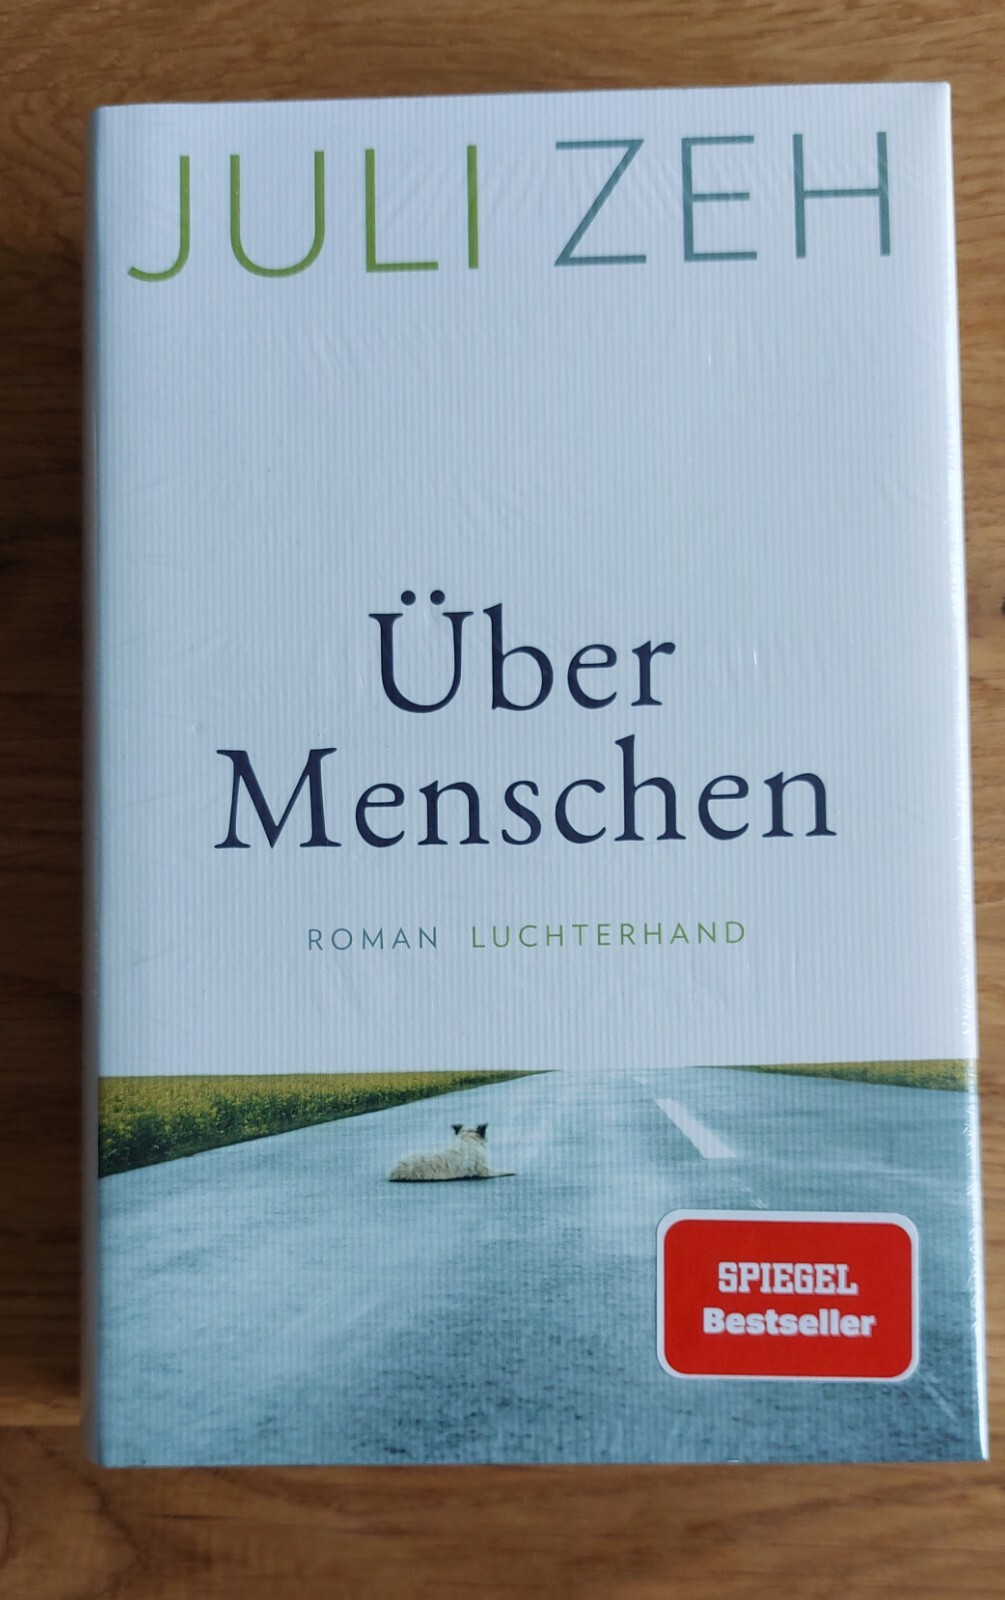 JULI ZEH
Über
Menschen
ROMAN LUCHTERHAND
SPIEGEL
Bestseller